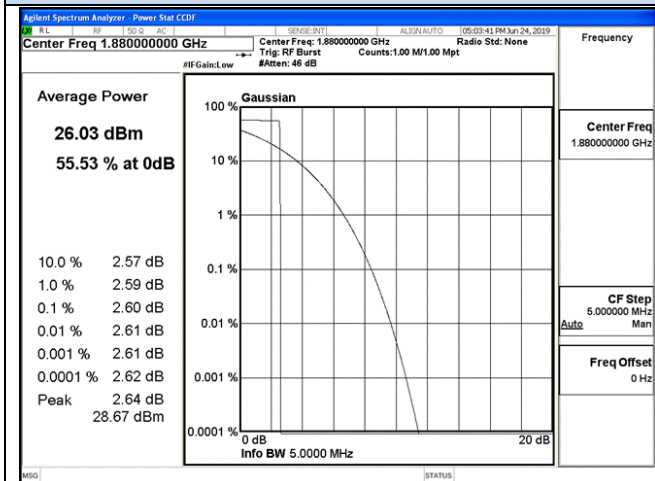 Agilent Spectrum Analyzer - Power Stat CCDF
RL RF 50 Ω AC SENSE:INT ALIGN AUTO 05:03:41 PM Jun 24, 2019
Center Freq 1.880000000 GHz
Center Freq: 1.880000000 GHz Radio Std: None
Trig: RF Burst Counts:1.00 M/1.00 Mpt
#IFGain:Low #Atten: 46 dB
Frequency
Average Power
26.03 dBm
55.53 % at 0dB
10.0 % 2.57 dB
1.0 % 2.59 dB
0.1 % 2.60 dB
0.01 % 2.61 dB
0.001 % 2.61 dB
0.0001 % 2.62 dB
Peak 2.64 dB
28.67 dBm
Gaussian
100 %
10 %
1 %
0.1 %
0.01 %
0.001 %
0.0001 %
0 dB 20 dB
Info BW 5.0000 MHz
Center Freq
1.880000000 GHz
CF Step
5.000000 MHz
Auto Man
Freq Offset
0 Hz
MSG STATUS